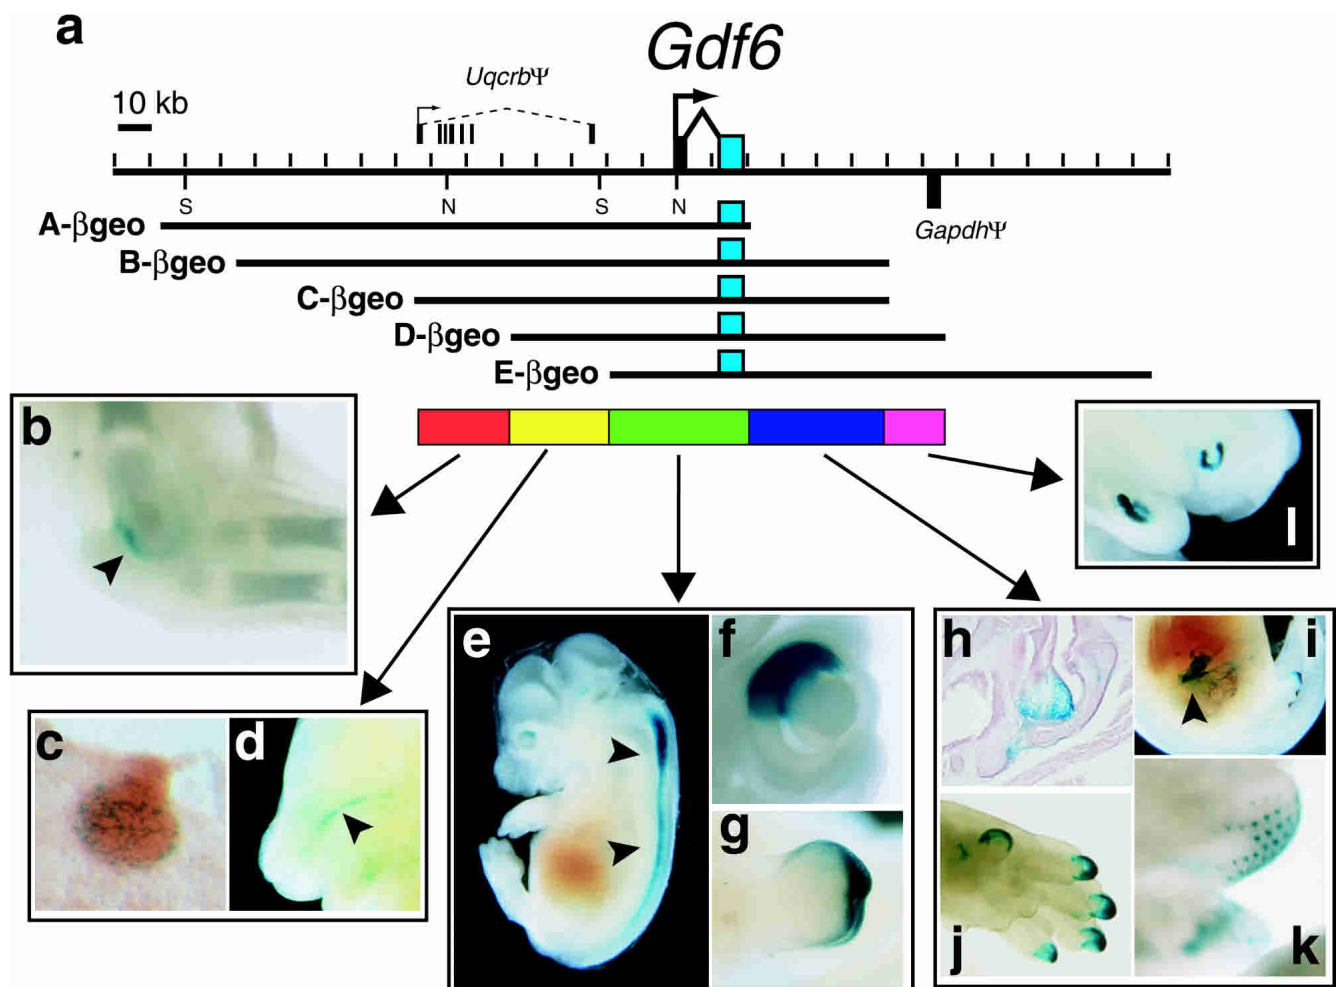 a
Gdf6
UqcrbΨ
10 kb
S N S N
GapdhΨ
A-βgeo
B-βgeo
C-βgeo
D-βgeo
E-βgeo
b
c d
e f
g
h i
j k